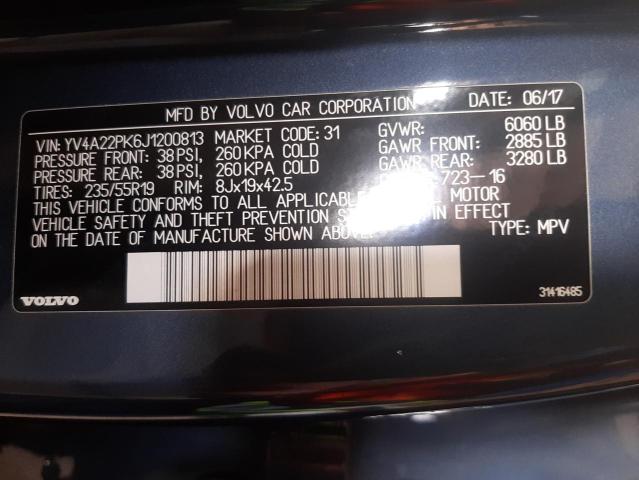 MFD BY VOLVO CAR CORPORATION DATE: 06/17
VIN: YV4A22PK6J1200813 MARKET CODE: 31 GVWR: 6060 LB
PRESSURE FRONT: 38 PSI, 260 KPA COLD GAWR FRONT: 2885 LB
PRESSURE REAR: 38 PSI, 260 KPA COLD GAWR REAR: 3280 LB
TIRES: 235/55R19 RIM: 8Jx19x42.5 723-16
THIS VEHICLE CONFORMS TO ALL APPLICABLE MOTOR
VEHICLE SAFETY AND THEFT PREVENTION IN EFFECT
ON THE DATE OF MANUFACTURE SHOWN ABOVE. TYPE: MPV
VOLVO 31416485